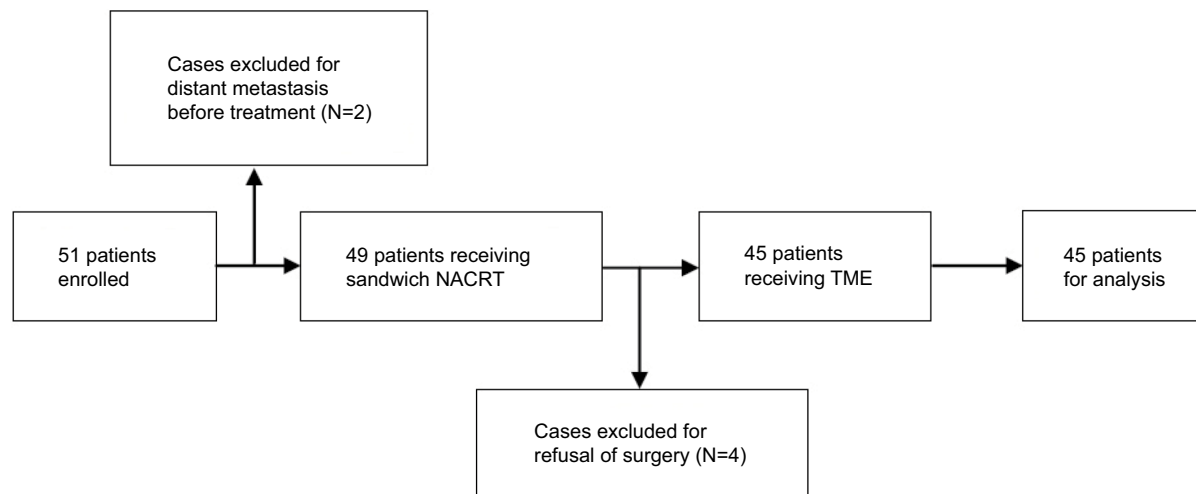 Cases excluded for
distant metastasis
before treatment (N=2)
51 patients
enrolled
49 patients receiving
sandwich NACRT
45 patients
receiving TME
45 patients
for analysis
Cases excluded for
refusal of surgery (N=4)